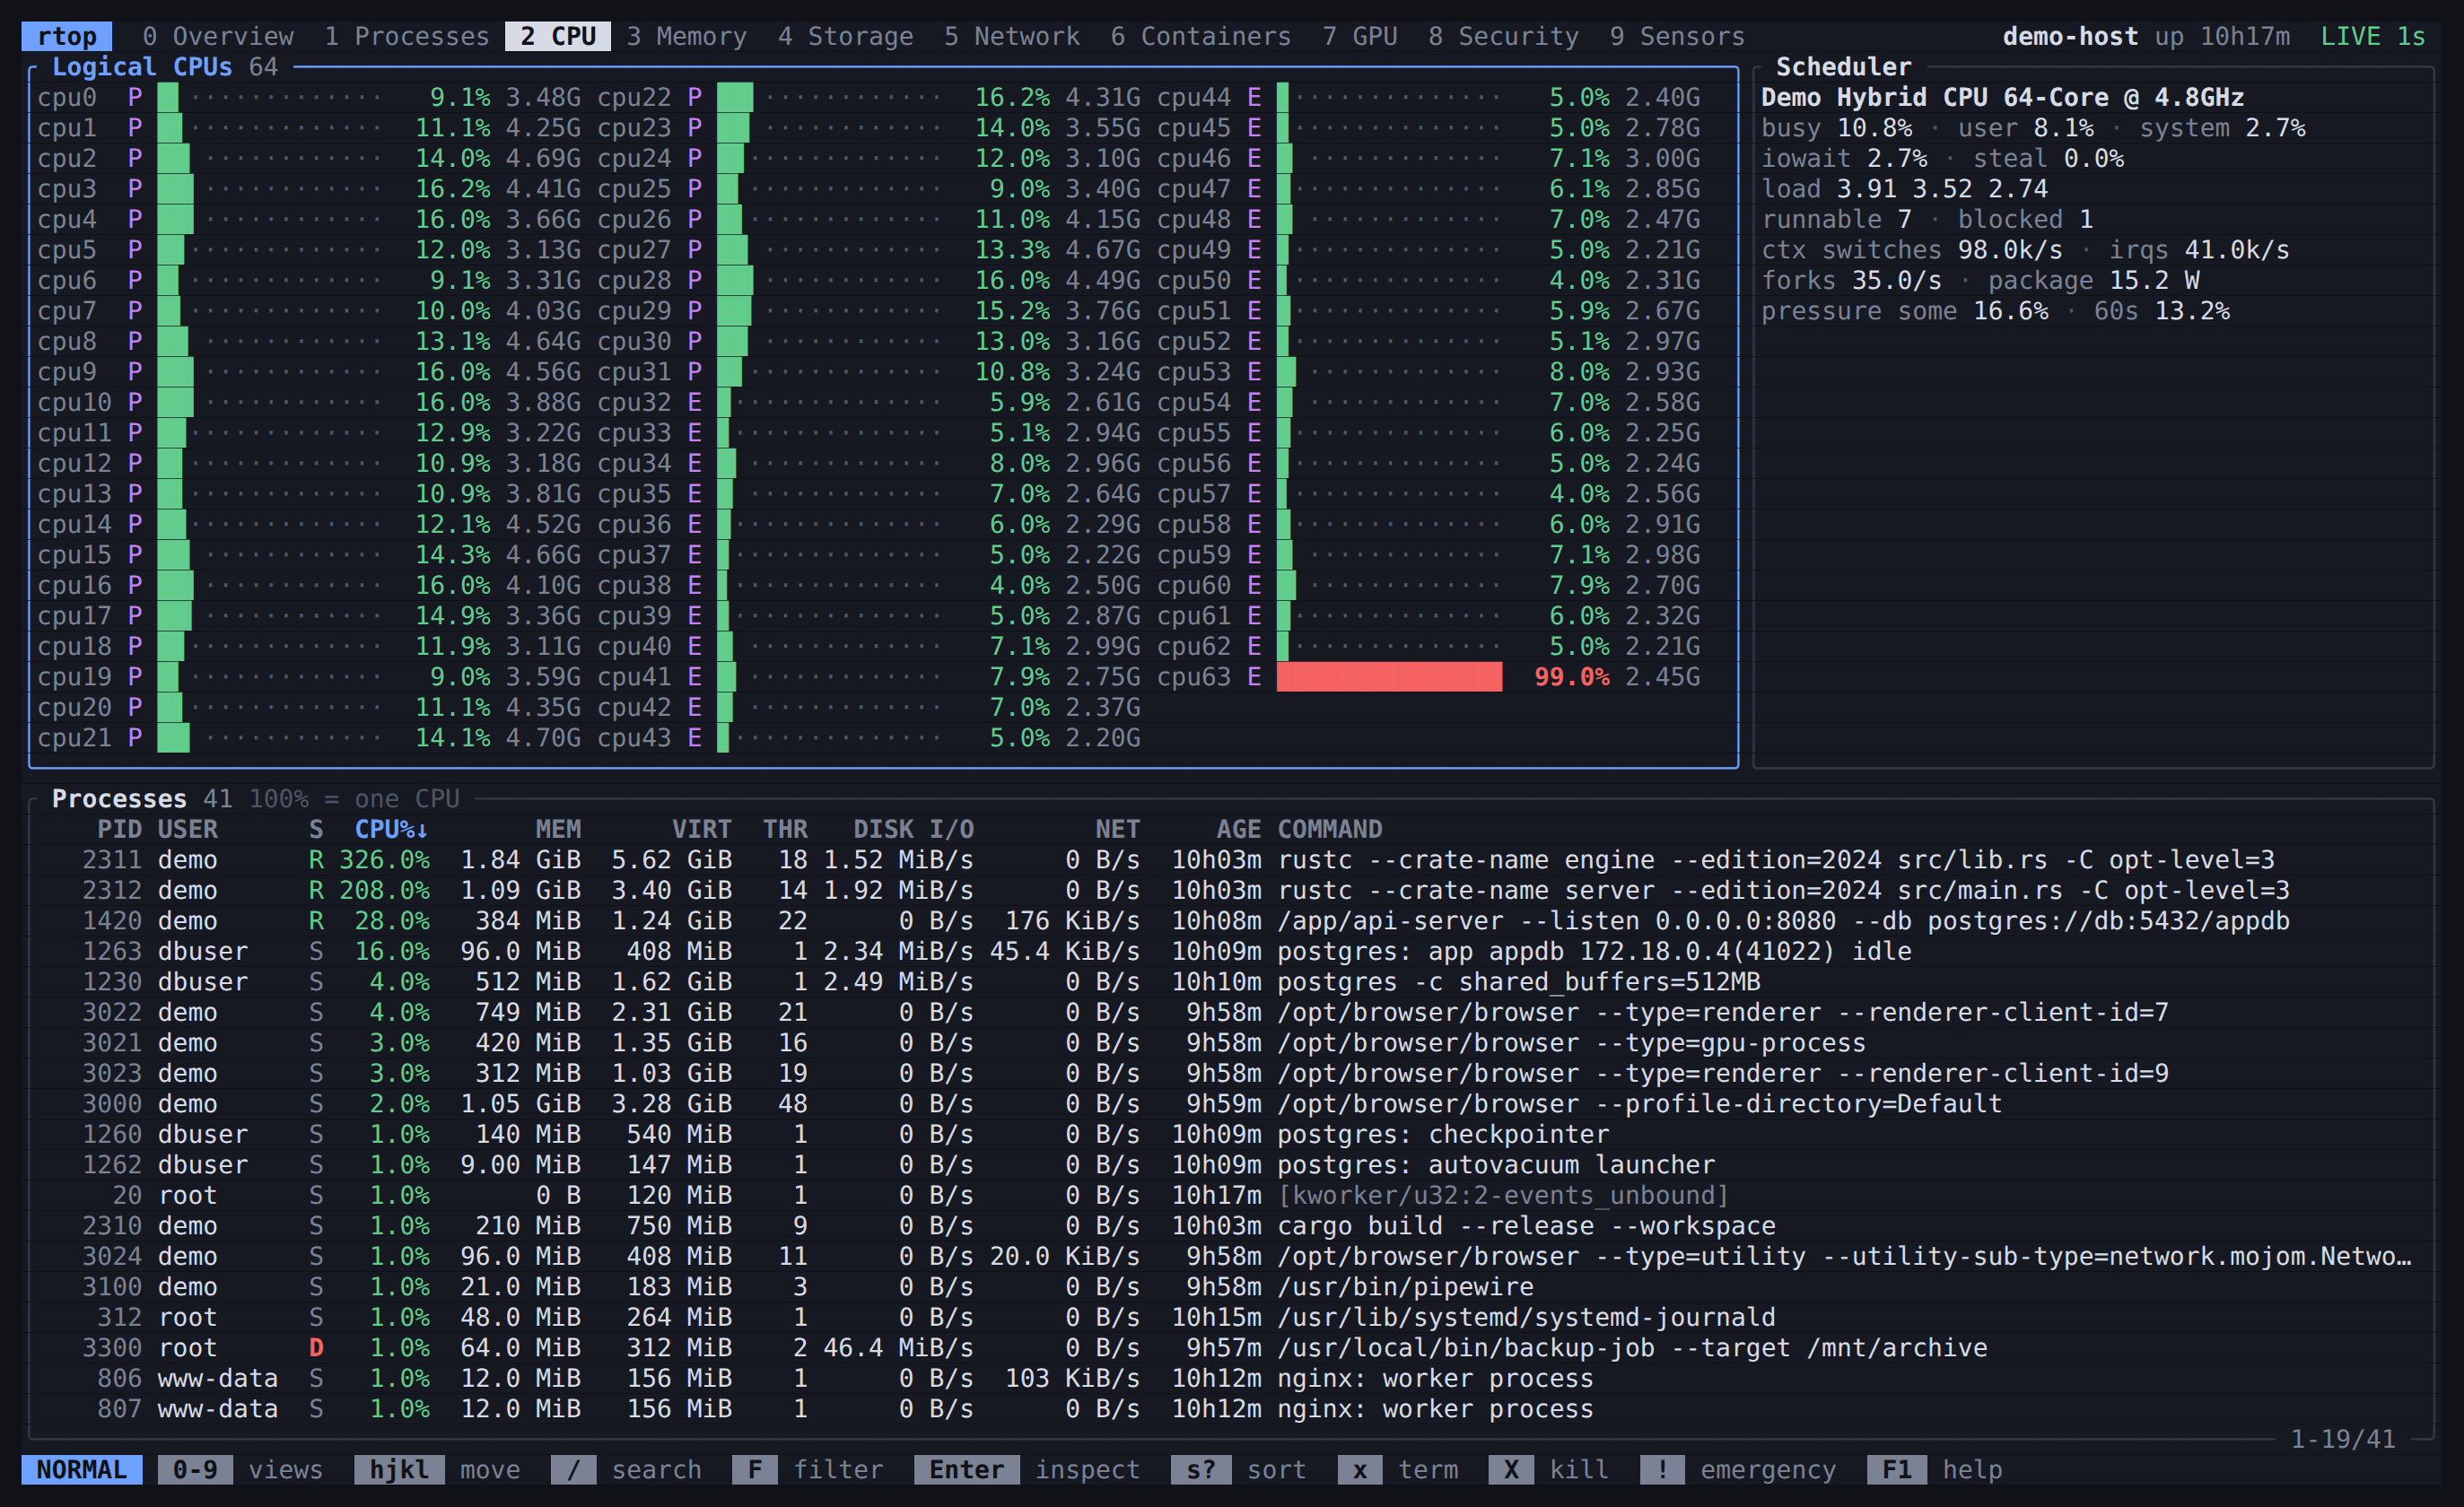 rtop 0 Overview 1 Processes 2 CPU 3 Memory 4 Storage 5 Network 6 Containers 7 GPU 8 Security 9 Sensors demo-host up 10h17m LIVE 1s
Logical CPUs 64
cpu0 P 9.1% 3.48G cpu22 P 16.2% 4.31G cpu44 E 5.0% 2.40G
cpu1 P 11.1% 4.25G cpu23 P 14.0% 3.55G cpu45 E 5.0% 2.78G
cpu2 P 14.0% 4.69G cpu24 P 12.0% 3.10G cpu46 E 7.1% 3.00G
cpu3 P 16.2% 4.41G cpu25 P 9.0% 3.40G cpu47 E 6.1% 2.85G
cpu4 P 16.0% 3.66G cpu26 P 11.0% 4.15G cpu48 E 7.0% 2.47G
cpu5 P 12.0% 3.13G cpu27 P 13.3% 4.67G cpu49 E 5.0% 2.21G
cpu6 P 9.1% 3.31G cpu28 P 16.0% 4.49G cpu50 E 4.0% 2.31G
cpu7 P 10.0% 4.03G cpu29 P 15.2% 3.76G cpu51 E 5.9% 2.67G
cpu8 P 13.1% 4.64G cpu30 P 13.0% 3.16G cpu52 E 5.1% 2.97G
cpu9 P 16.0% 4.56G cpu31 P 10.8% 3.24G cpu53 E 8.0% 2.93G
cpu10 P 16.0% 3.88G cpu32 E 5.9% 2.61G cpu54 E 7.0% 2.58G
cpu11 P 12.9% 3.22G cpu33 E 5.1% 2.94G cpu55 E 6.0% 2.25G
cpu12 P 10.9% 3.18G cpu34 E 8.0% 2.96G cpu56 E 5.0% 2.24G
cpu13 P 10.9% 3.81G cpu35 E 7.0% 2.64G cpu57 E 4.0% 2.56G
cpu14 P 12.1% 4.52G cpu36 E 6.0% 2.29G cpu58 E 6.0% 2.91G
cpu15 P 14.3% 4.66G cpu37 E 5.0% 2.22G cpu59 E 7.1% 2.98G
cpu16 P 16.0% 4.10G cpu38 E 4.0% 2.50G cpu60 E 7.9% 2.70G
cpu17 P 14.9% 3.36G cpu39 E 5.0% 2.87G cpu61 E 6.0% 2.32G
cpu18 P 11.9% 3.11G cpu40 E 7.1% 2.99G cpu62 E 5.0% 2.21G
cpu19 P 9.0% 3.59G cpu41 E 7.9% 2.75G cpu63 E 99.0% 2.45G
cpu20 P 11.1% 4.35G cpu42 E 7.0% 2.37G
cpu21 P 14.1% 4.70G cpu43 E 5.0% 2.20G
Scheduler
Demo Hybrid CPU 64-Core @ 4.8GHz
busy 10.8% · user 8.1% · system 2.7%
iowait 2.7% · steal 0.0%
load 3.91 3.52 2.74
runnable 7 · blocked 1
ctx switches 98.0k/s · irqs 41.0k/s
forks 35.0/s · package 15.2 W
pressure some 16.6% · 60s 13.2%
Processes 41 100% = one CPU
PID USER S CPU%↓ MEM VIRT THR DISK I/O NET AGE COMMAND
2311 demo R 326.0% 1.84 GiB 5.62 GiB 18 1.52 MiB/s 0 B/s 10h03m rustc --crate-name engine --edition=2024 src/lib.rs -C opt-level=3
2312 demo R 208.0% 1.09 GiB 3.40 GiB 14 1.92 MiB/s 0 B/s 10h03m rustc --crate-name server --edition=2024 src/main.rs -C opt-level=3
1420 demo R 28.0% 384 MiB 1.24 GiB 22 0 B/s 176 KiB/s 10h08m /app/api-server --listen 0.0.0.0:8080 --db postgres://db:5432/appdb
1263 dbuser S 16.0% 96.0 MiB 408 MiB 1 2.34 MiB/s 45.4 KiB/s 10h09m postgres: app appdb 172.18.0.4(41022) idle
1230 dbuser S 4.0% 512 MiB 1.62 GiB 1 2.49 MiB/s 0 B/s 10h10m postgres -c shared_buffers=512MB
3022 demo S 4.0% 749 MiB 2.31 GiB 21 0 B/s 0 B/s 9h58m /opt/browser/browser --type=renderer --renderer-client-id=7
3021 demo S 3.0% 420 MiB 1.35 GiB 16 0 B/s 0 B/s 9h58m /opt/browser/browser --type=gpu-process
3023 demo S 3.0% 312 MiB 1.03 GiB 19 0 B/s 0 B/s 9h58m /opt/browser/browser --type=renderer --renderer-client-id=9
3000 demo S 2.0% 1.05 GiB 3.28 GiB 48 0 B/s 0 B/s 9h59m /opt/browser/browser --profile-directory=Default
1260 dbuser S 1.0% 140 MiB 540 MiB 1 0 B/s 0 B/s 10h09m postgres: checkpointer
1262 dbuser S 1.0% 9.00 MiB 147 MiB 1 0 B/s 0 B/s 10h09m postgres: autovacuum launcher
20 root S 1.0% 0 B 120 MiB 1 0 B/s 0 B/s 10h17m [kworker/u32:2-events_unbound]
2310 demo S 1.0% 210 MiB 750 MiB 9 0 B/s 0 B/s 10h03m cargo build --release --workspace
3024 demo S 1.0% 96.0 MiB 408 MiB 11 0 B/s 20.0 KiB/s 9h58m /opt/browser/browser --type=utility --utility-sub-type=network.mojom.Netwo…
3100 demo S 1.0% 21.0 MiB 183 MiB 3 0 B/s 0 B/s 9h58m /usr/bin/pipewire
312 root S 1.0% 48.0 MiB 264 MiB 1 0 B/s 0 B/s 10h15m /usr/lib/systemd/systemd-journald
3300 root D 1.0% 64.0 MiB 312 MiB 2 46.4 MiB/s 0 B/s 9h57m /usr/local/bin/backup-job --target /mnt/archive
806 www-data S 1.0% 12.0 MiB 156 MiB 1 0 B/s 103 KiB/s 10h12m nginx: worker process
807 www-data S 1.0% 12.0 MiB 156 MiB 1 0 B/s 0 B/s 10h12m nginx: worker process
1-19/41
NORMAL 0-9 views hjkl move / search F filter Enter inspect s? sort x term X kill ! emergency F1 help